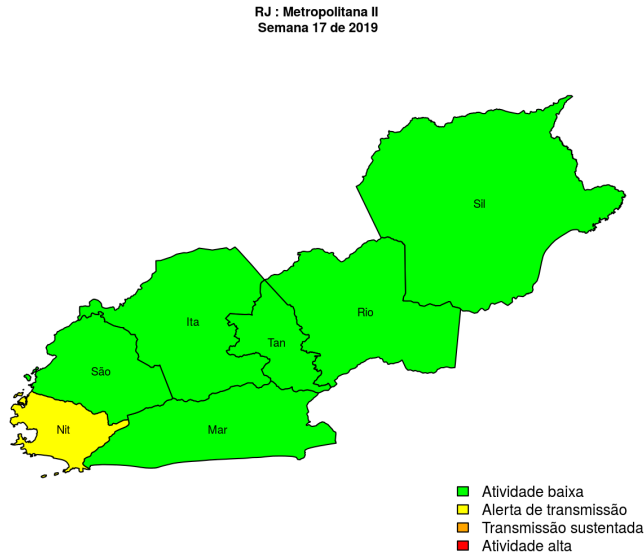 RJ : Metropolitana II
Semana 17 de 2019
Sil
Rio
Ita
Tan
São
Nit
Mar
Atividade baixa
Alerta de transmissão
Transmissão sustentada
Atividade alta